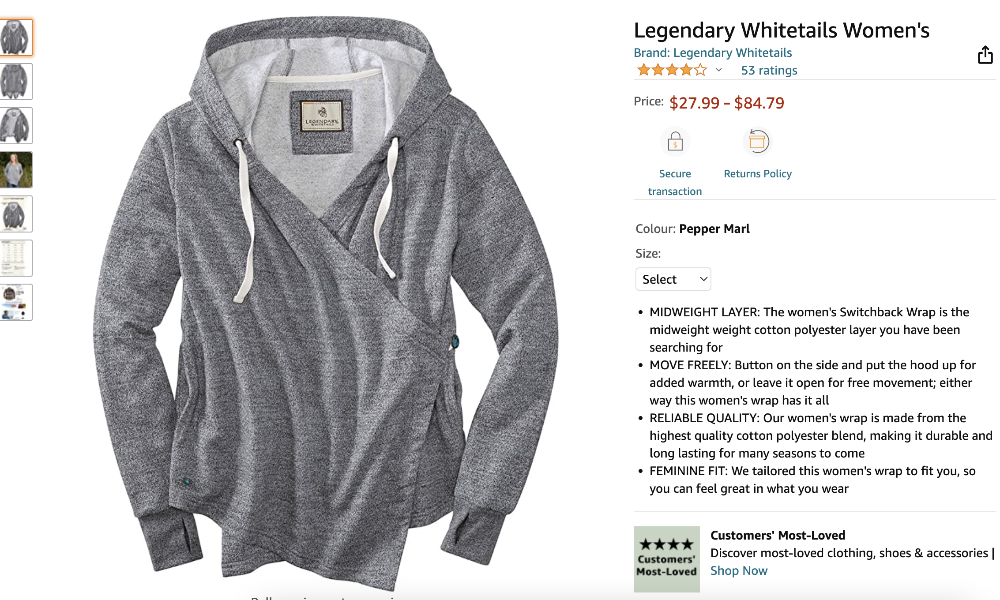 Legendary Whitetails Women's
Brand: Legendary Whitetails
53 ratings
Price: $27.99 - $84.79
$
Secure
transaction
Returns Policy
Colour: Pepper Marl
Size:
Select
• MIDWEIGHT LAYER: The women's Switchback Wrap is the
midweight weight cotton polyester layer you have been
searching for
• MOVE FREELY: Button on the side and put the hood up for
added warmth, or leave it open for free movement; either
way this women's wrap has it all
• RELIABLE QUALITY: Our women's wrap is made from the
highest quality cotton polyester blend, making it durable and
long lasting for many seasons to come
• FEMININE FIT: We tailored this women's wrap to fit you, so
you can feel great in what you wear
Customers'
Most-Loved
Customers' Most-Loved
Discover most-loved clothing, shoes & accessories |
Shop Now
LEGENDARY
WHITETAILS